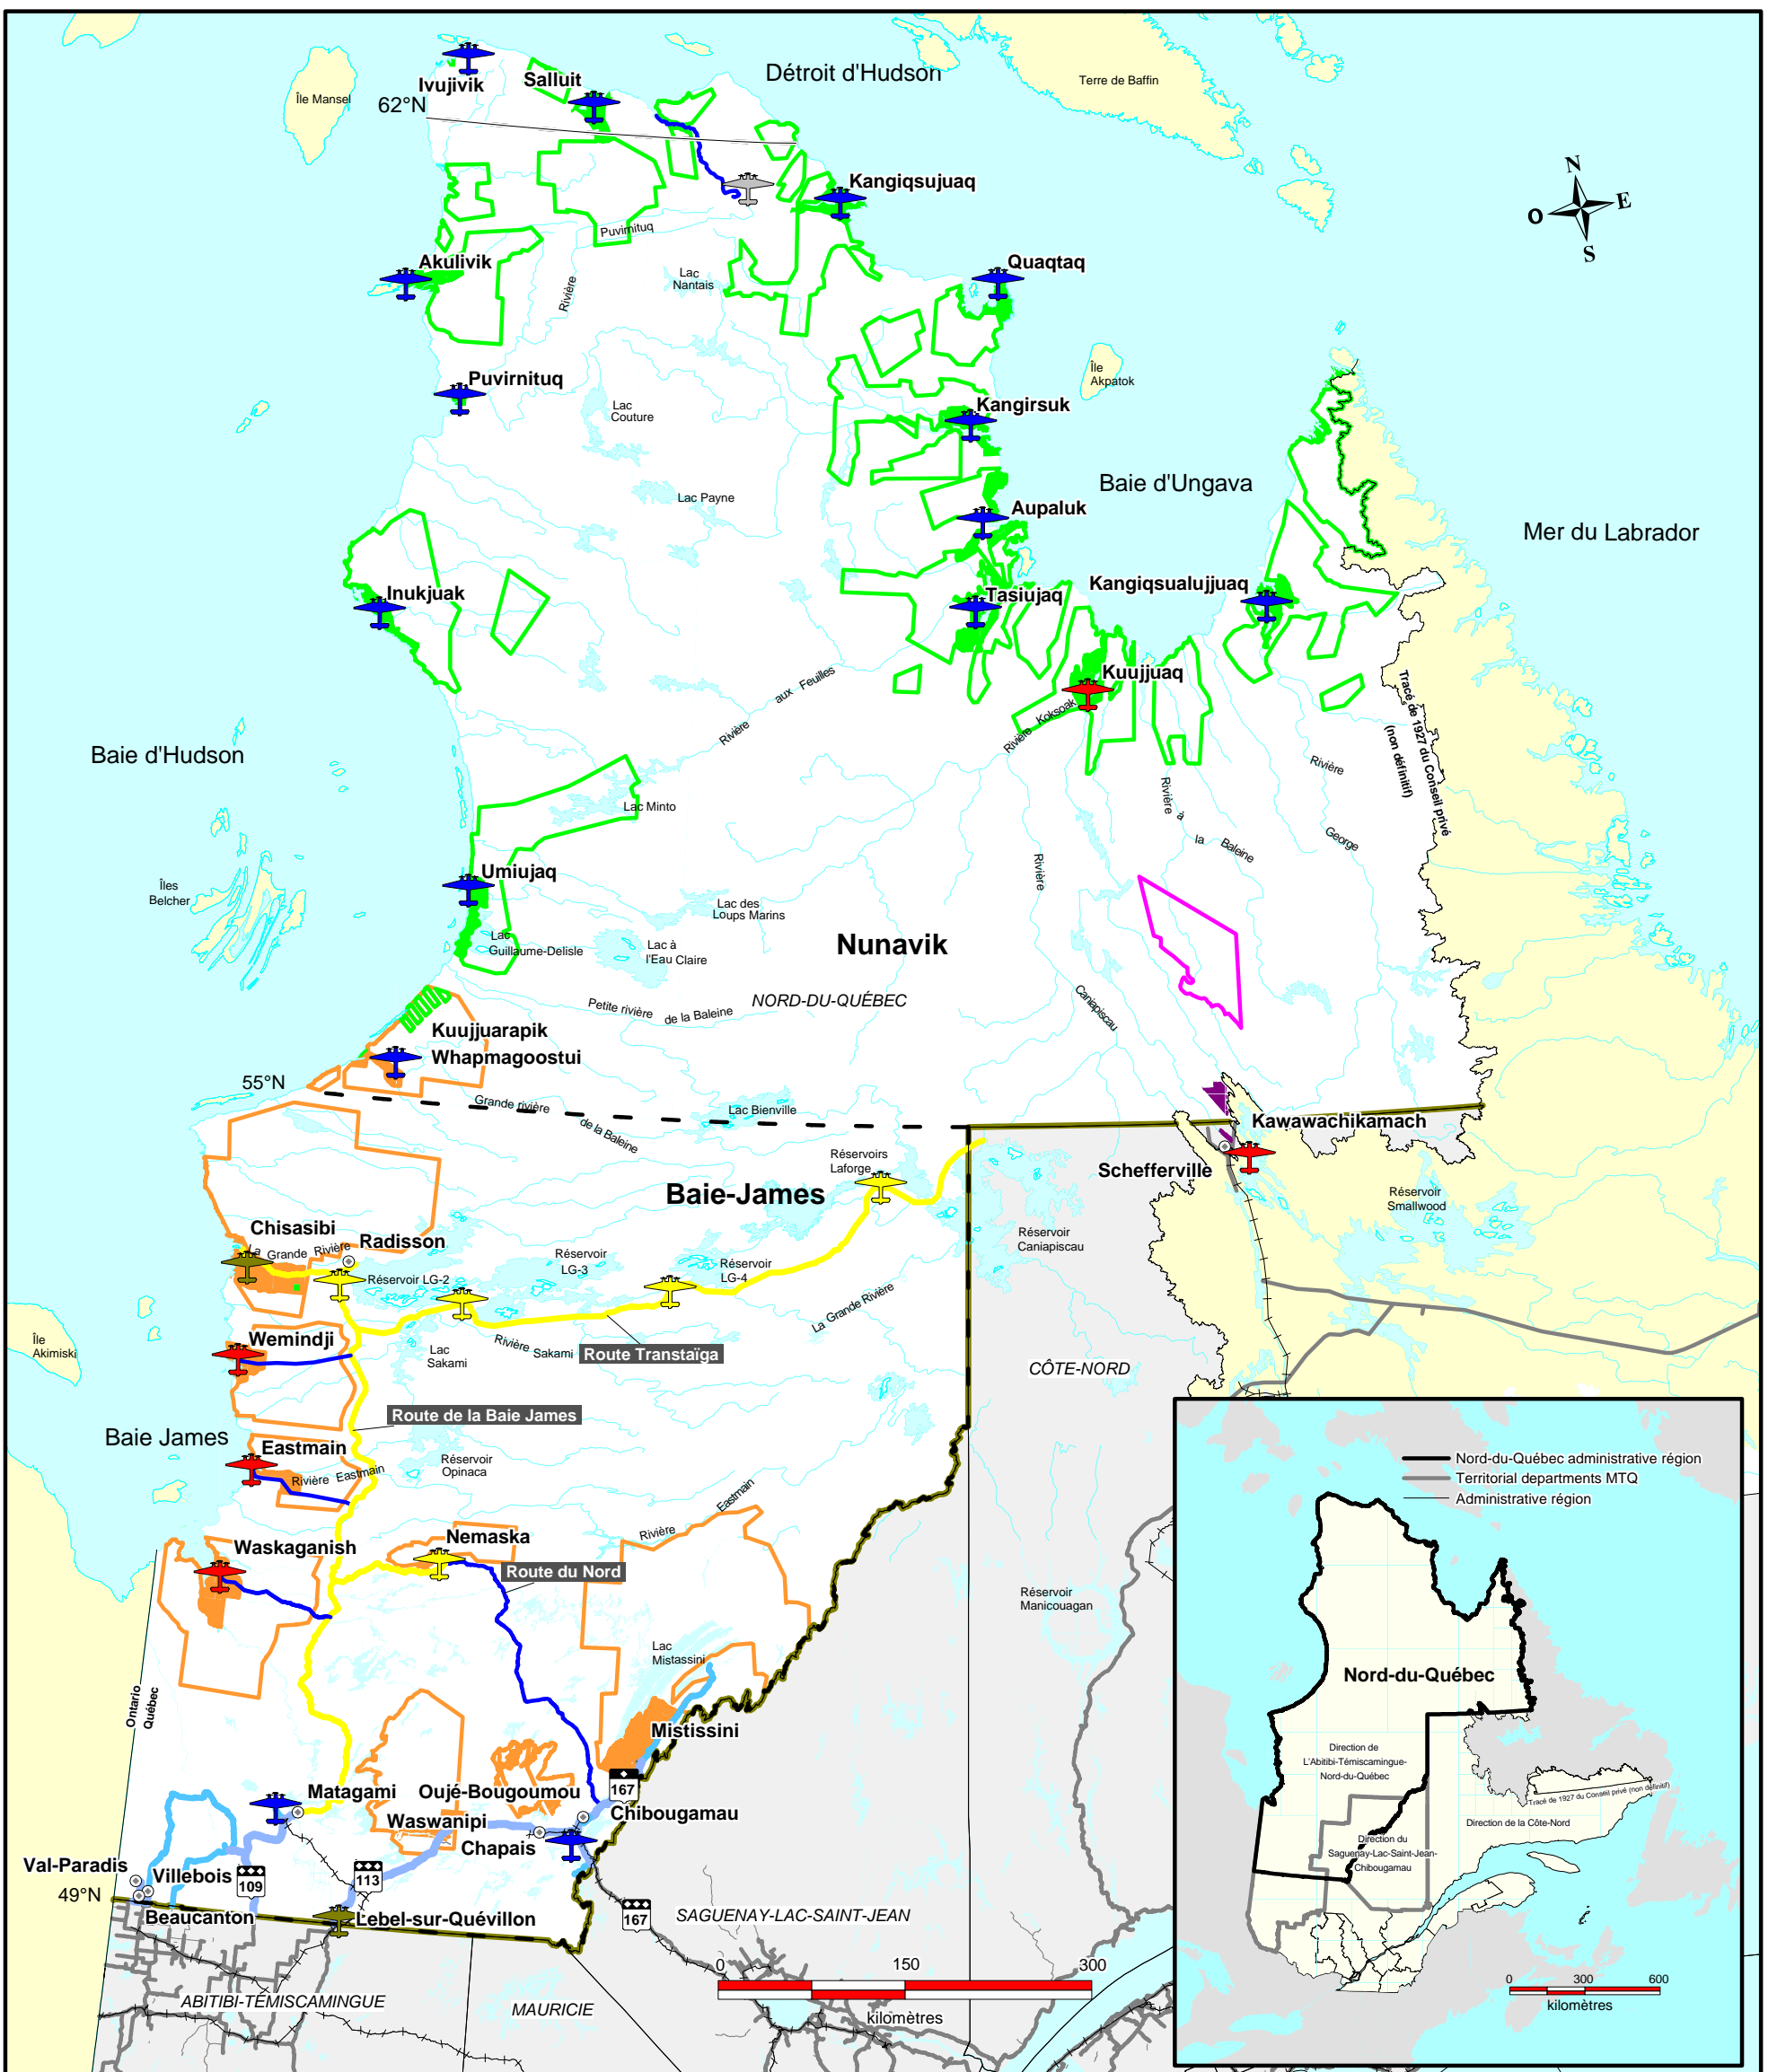 Détroit d'Hudson
Terre de Baffin
Île Mansel
Ivujivik
Salluit
62°N
Kangiqsujuaq
N
O
E
S
Puvirnituq
Rivière
Akulivik
Lac
Nantais
Quaqtaq
Île
Akpatok
Puvirnituq
Lac
Couture
Kangirsuk
Baie d'Ungava
Lac Payne
Aupaluk
Mer du Labrador
Inukjuak
Tasiujaq
Kangiqsualujjuaq
Kuujjuaq
Rivière
aux
Feuilles
Rivière
Koksoak
Tracé de 1927 du Conseil privé
(non définitif)
Baie d'Hudson
Rivière
George
Rivière
à
la
Baleine
Lac Minto
Umiujaq
Îles
Belcher
Rivière
Caniapiscau
Lac des
Loups Marins
Lac
Guillaume-Delisle
Lac à
l'Eau Claire
Nunavik
NORD-DU-QUÉBEC
Petite rivière
de la Baleine
Kuujjuarapik
Whapmagoostui
55°N
Grande rivière
de la Baleine
Lac Bienville
Kawawachikamach
Schefferville
Réservoirs
Laforge
Baie-James
Réservoir
Smallwood
Réservoir
Caniapiscau
Chisasibi
La Grande Rivière
Radisson
Réservoir LG-2
Réservoir
LG-3
Réservoir
LG-4
La Grande Rivière
Île
Akimiski
Wemindji
Lac
Sakami
Rivière Sakami
Route Transtaïga
CÔTE-NORD
Route de la Baie James
Baie James
Eastmain
Rivière Eastmain
Réservoir
Opinaca
Rivière
Eastmain
Waskaganish
Nemaska
Route du Nord
Réservoir
Manicouagan
Lac
Mistassini
Ontario
Québec
Mistissini
167
Matagami
Oujé-Bougoumou
Chibougamau
Waswanipi
Chapais
Val-Paradis
Villebois
109
113
49°N
Beaucanton
Lebel-sur-Quévillon
167
SAGUENAY-LAC-SAINT-JEAN
0 150 300
kilomètres
ABITIBI-TÉMISCAMINGUE
MAURICIE
Nord-du-Québec administrative région
Territorial departments MTQ
Administrative région
Nord-du-Québec
Direction de
L'Abitibi-Témiscamingue-
Nord-du-Québec
Tracé de 1927 du Conseil privé (non définitif)
Direction de la Côte-Nord
Direction du
Saguenay-Lac-Saint-Jean-
Chibougamau
0 300 600
kilomètres